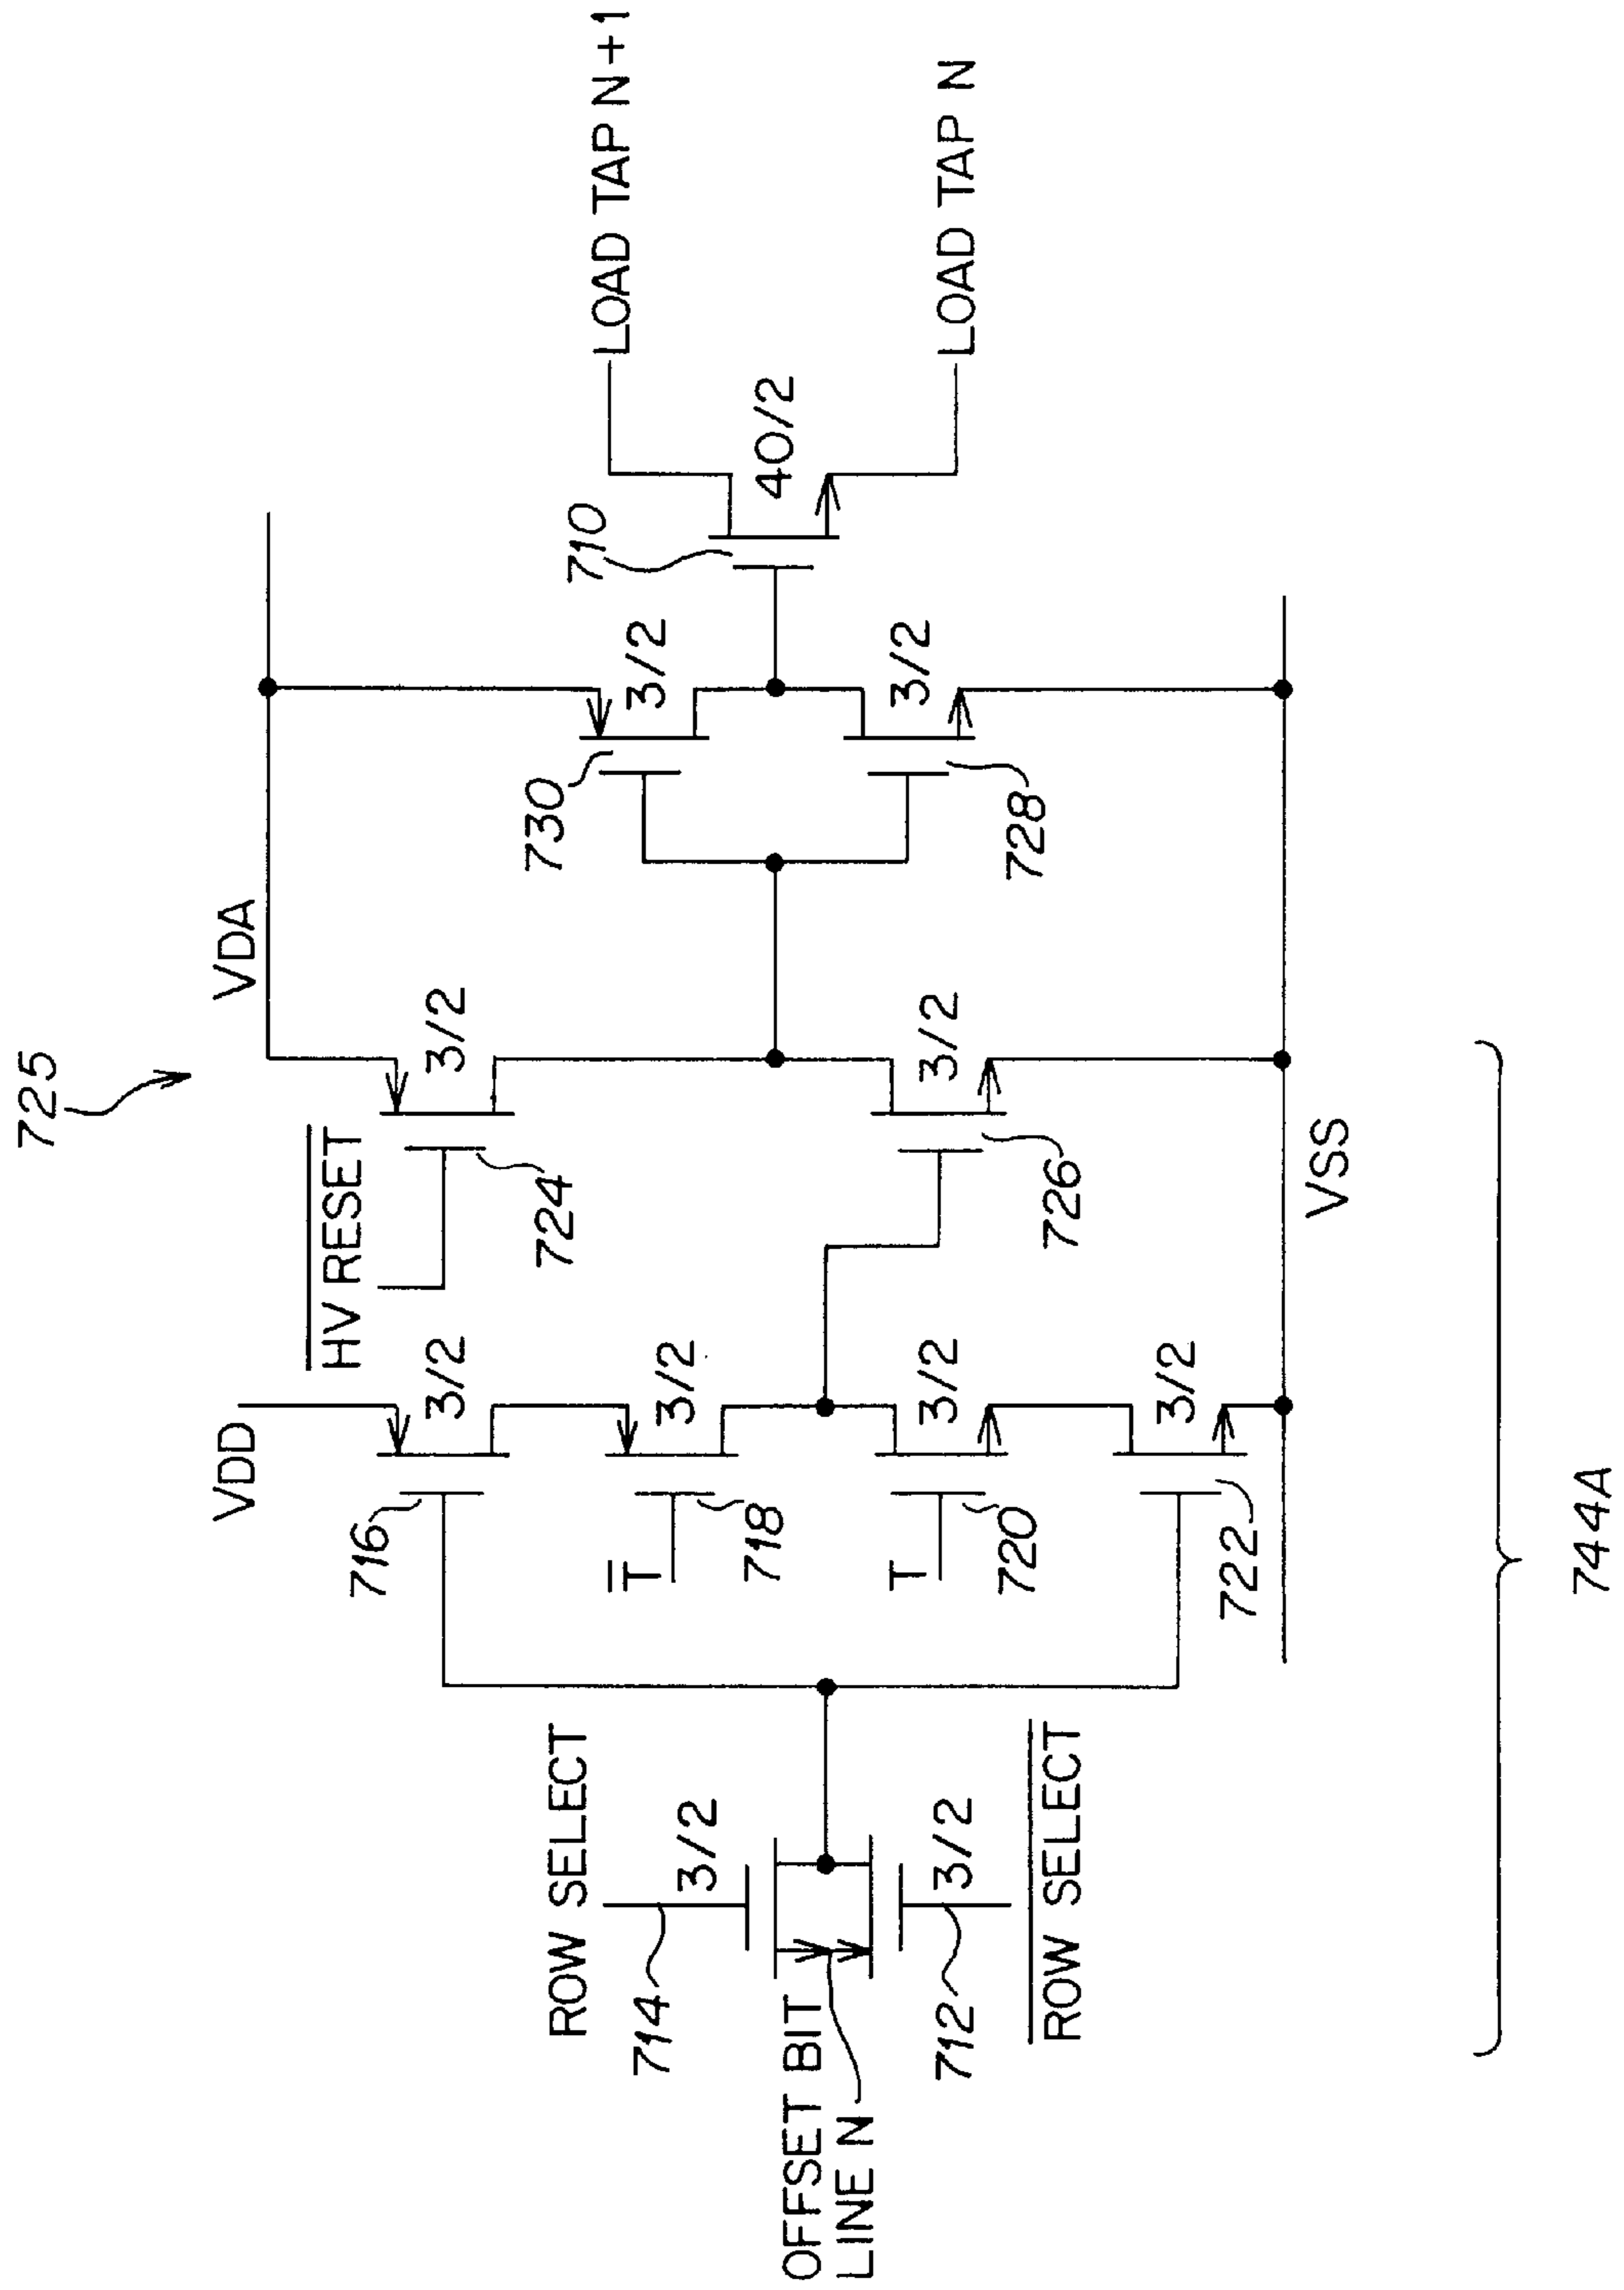 725
VDA
VDD
HV RESET
3/2
716
3/2
724
ROW SELECT
714
3/2
T
718
3/2
730
3/2
710
40/2
LOAD TAP N+1
LOAD TAP N
OFFSET BIT
LINE N
712
3/2
ROW SELECT
T
720
3/2
722
3/2
726
3/2
728
3/2
VSS
744A